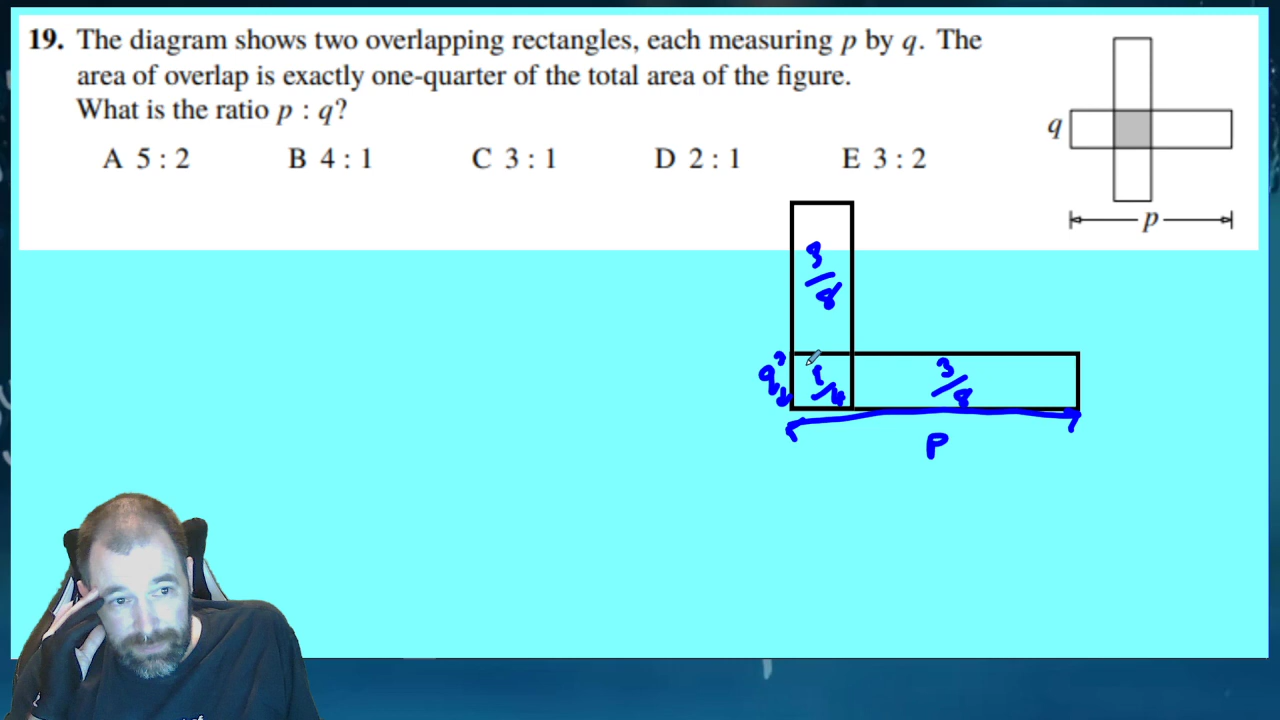 19. The diagram shows two overlapping rectangles, each measuring p by q. The
area of overlap is exactly one-quarter of the total area of the figure.
What is the ratio p : q?
A 5 : 2 B 4 : 1 C 3 : 1 D 2 : 1 E 3 : 2
q
p
3/8
q 1/4 3/8
P